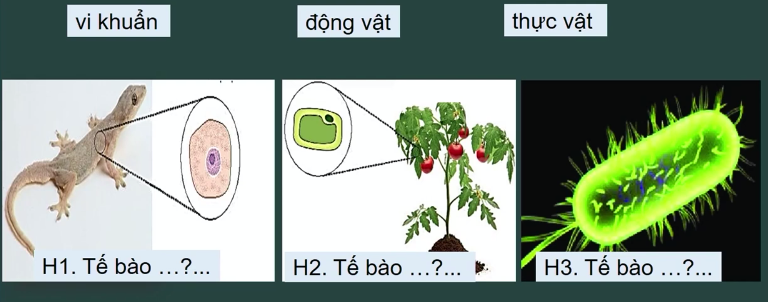 vi khuẩn
động vật
thực vật
H1. Tế bào …?...
H2. Tế bào …?...
H3. Tế bào …?...